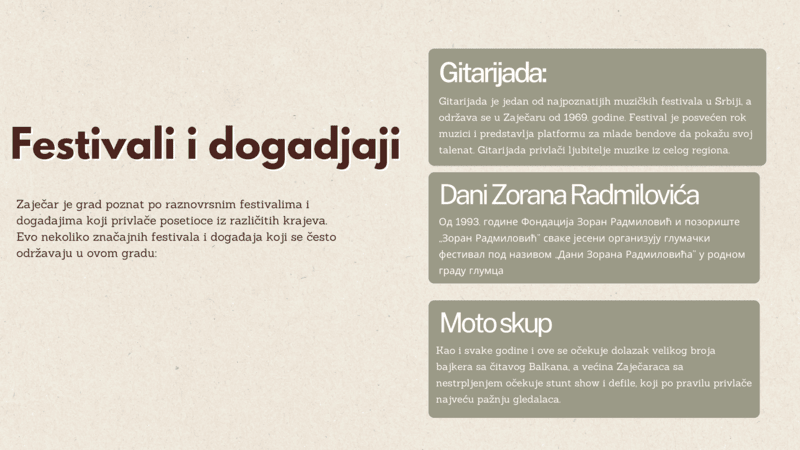 Festivali i dogadjaji
Zaječar je grad poznat po raznovrsnim festivalima i
događajima koji privlače posetioce iz različitih krajeva.
Evo nekoliko značajnih festivala i događaja koji se često
održavaju u ovom gradu:
Gitarijada:
Gitarijada je jedan od najpoznatijih muzičkih festivala u Srbiji, a
održava se u Zaječaru od 1969. godine. Festival je posvećen rok
muzici i predstavlja platformu za mlade bendove da pokažu svoj
talenat. Gitarijada privlači ljubitelje muzike iz celog regiona.
Dani Zorana Radmilovića
Од 1993. године Фондација Зоран Радмиловић и позориште
„Зоран Радмиловић” сваке јесени организују глумачки
фестивал под називом „Дани Зорана Радмиловића” у родном
граду глумца
Moto skup
Kao i svake godine i ove se očekuje dolazak velikog broja
bajkera sa čitavog Balkana, a većina Zaječaraca sa
nestrpljenjem očekuje stunt show i defile, koji po pravilu privlače
najveću pažnju gledalaca.